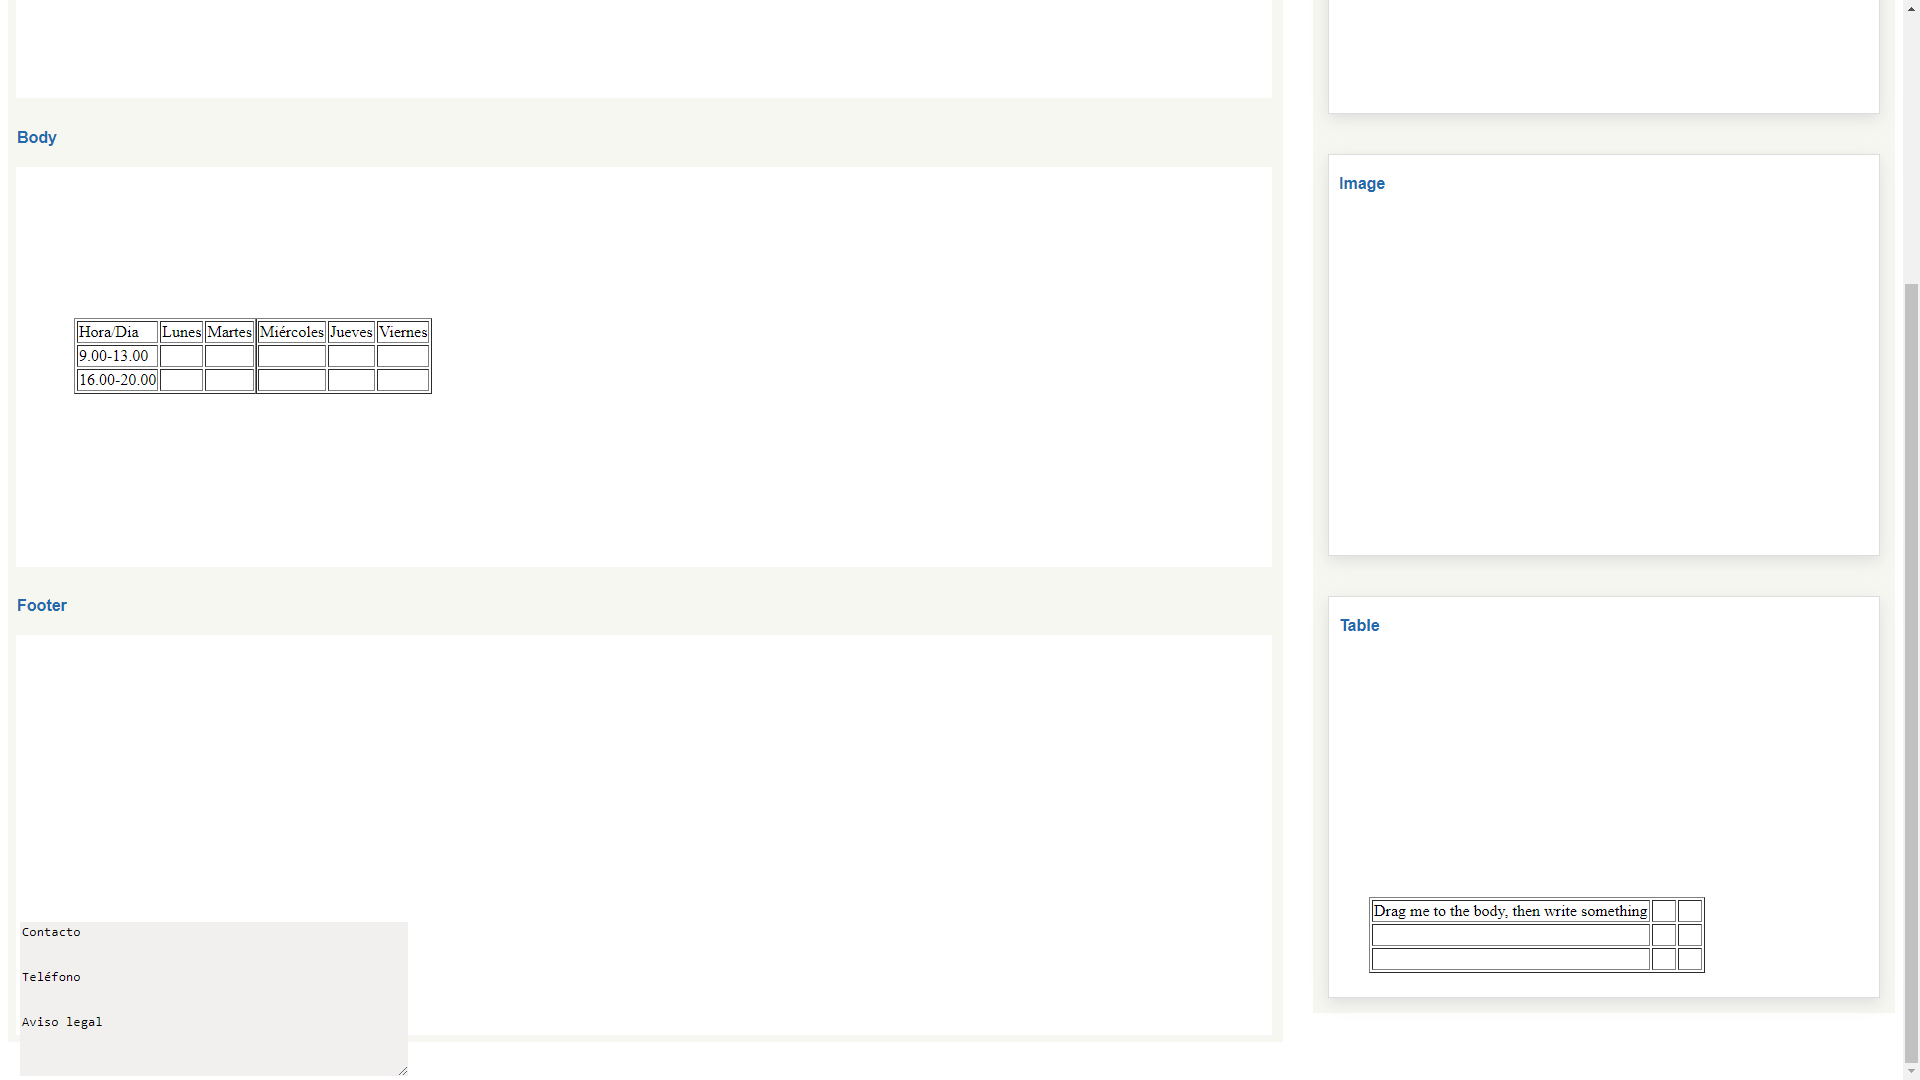 Body
Hora/Dia Lunes Martes Miércoles Jueves Viernes
9.00-13.00
16.00-20.00
Footer
Contacto
Teléfono
Aviso legal
Image
Table
Drag me to the body, then write something